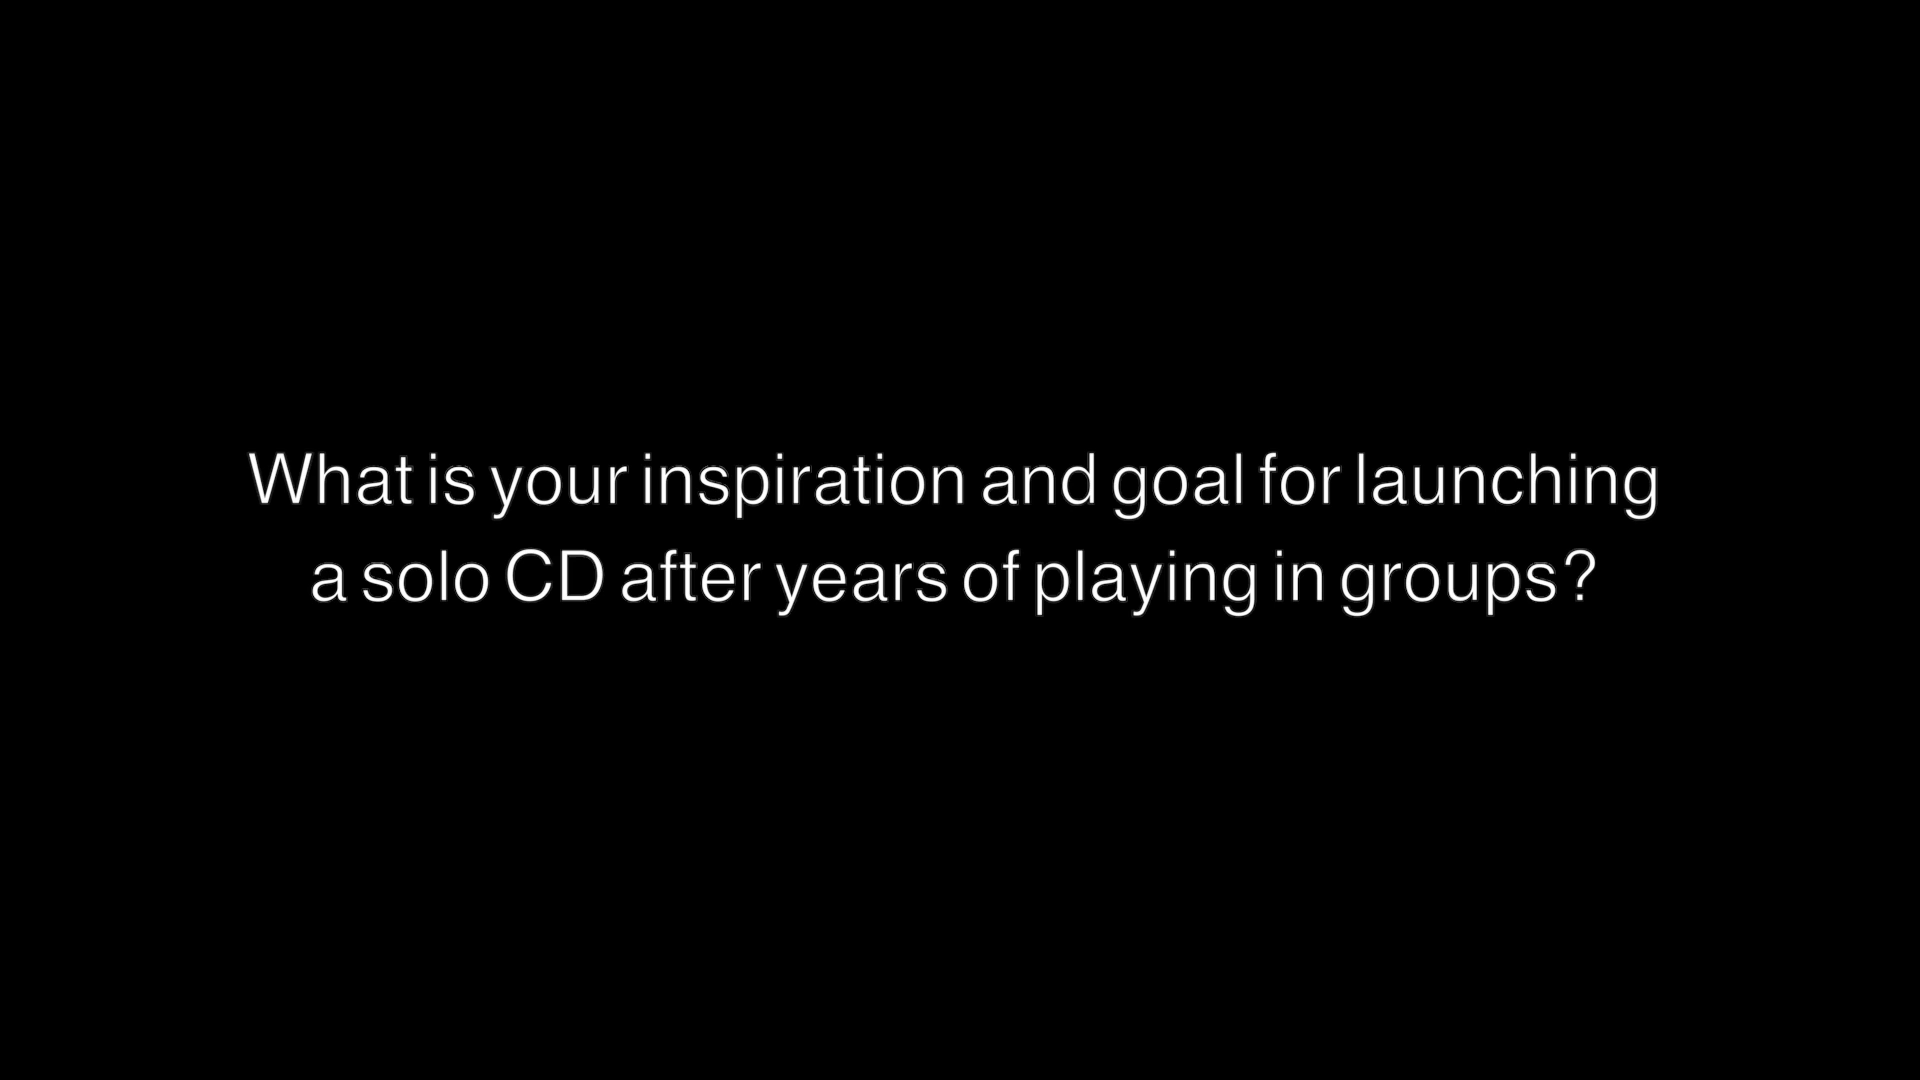 What is your inspiration and goal for launching
a solo CD after years of playing in groups?